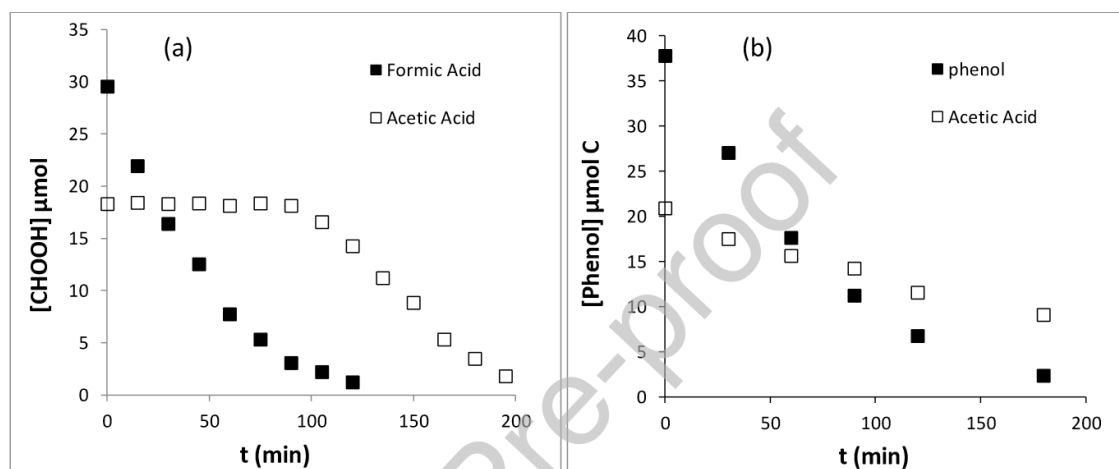 (a)
Formic Acid
Acetic Acid
[CHOOH] µmol
35
30
25
20
15
10
5
0
0 50 100 150 200
t (min)
(b)
phenol
Acetic Acid
[Phenol] µmol C
40
35
30
25
20
15
10
5
0
0 50 100 150 200
t (min)
Pre-proof